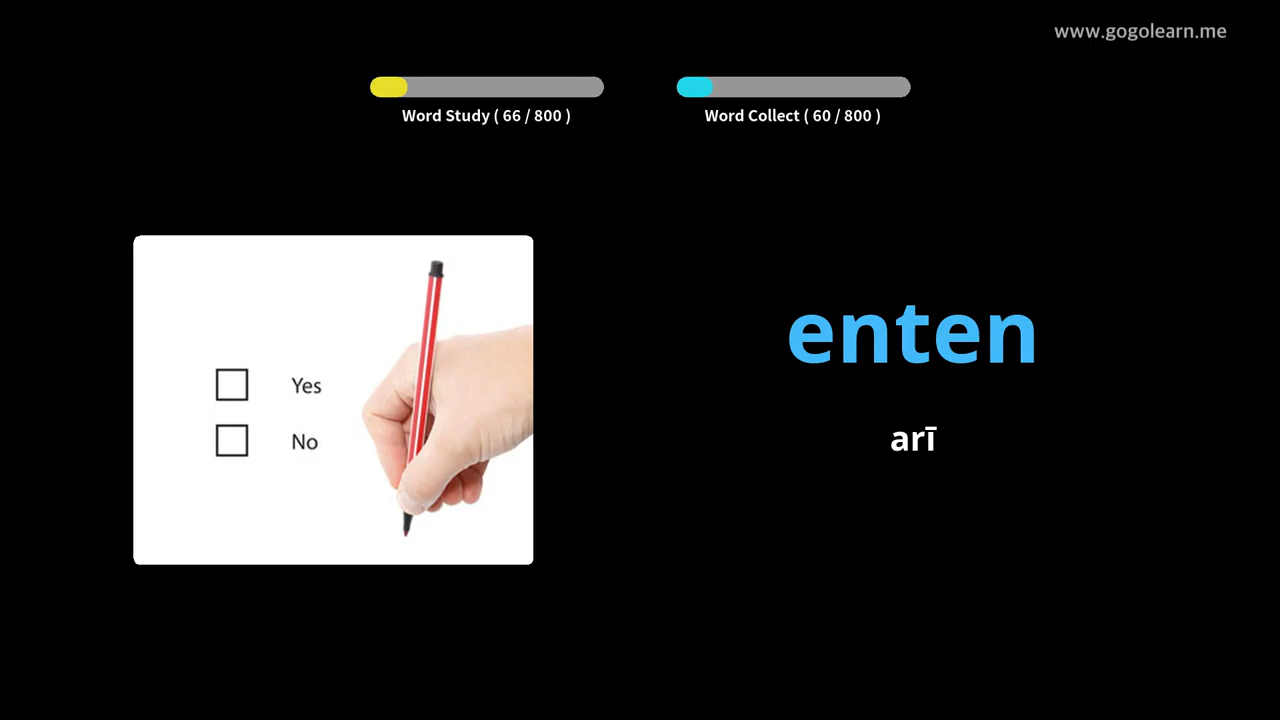 www.gogolearn.me
Word Study ( 66 / 800 )
Word Collect ( 60 / 800 )
Yes
No
enten
arī